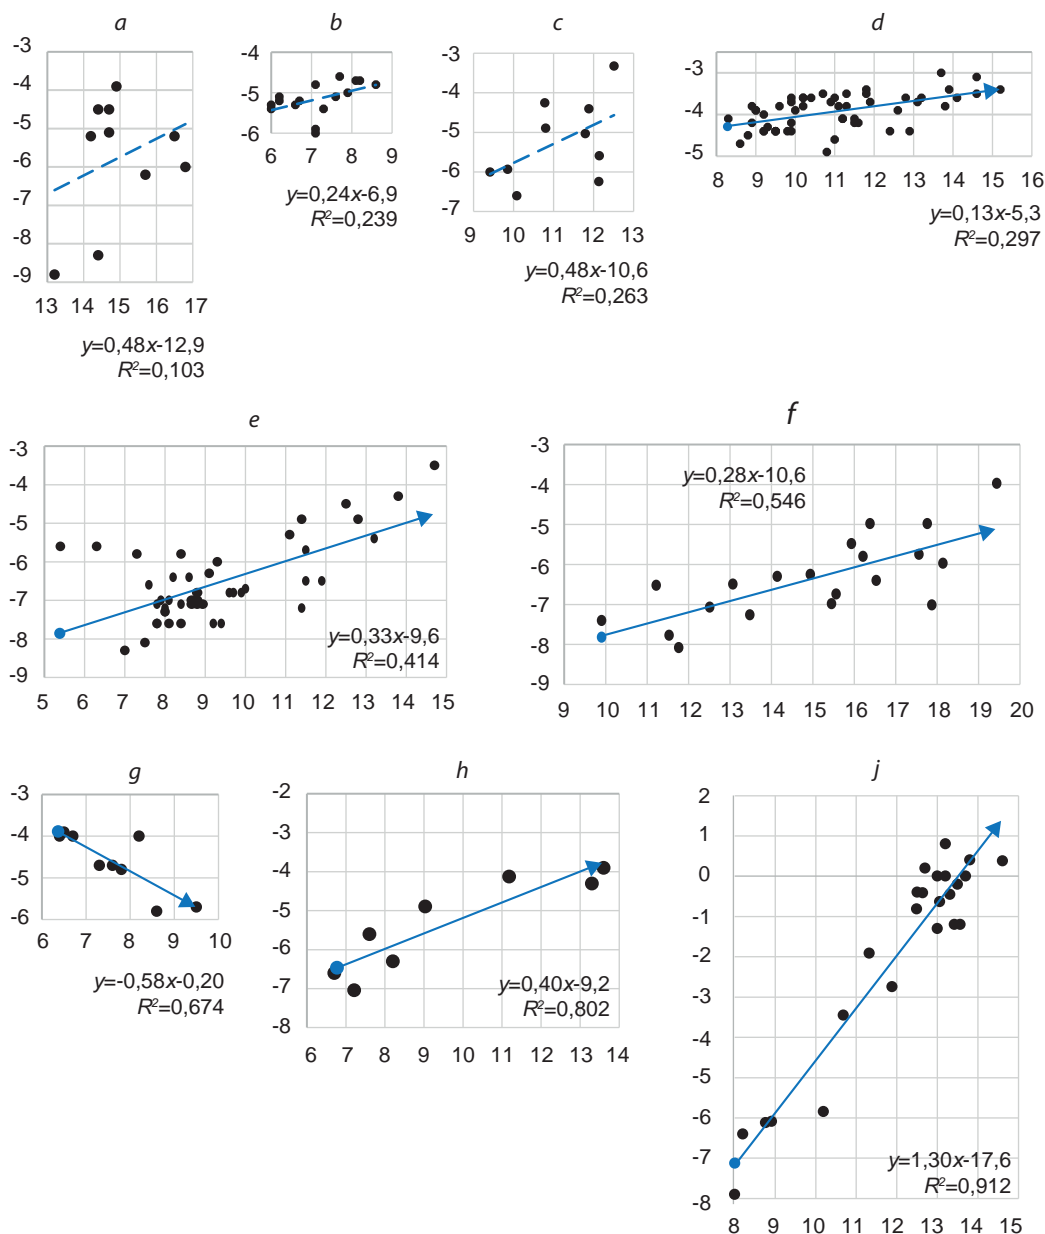 a
-3
-4
-5
-6
-7
-8
-9
13 14 15 16 17
y=0,48x-12,9
R²=0,103
b
-4
-5
-6
6 7 8 9
y=0,24x-6,9
R²=0,239
c
-3
-4
-5
-6
-7
9 10 11 12 13
y=0,48x-10,6
R²=0,263
d
-3
-4
-5
8 9 10 11 12 13 14 15 16
y=0,13x-5,3
R²=0,297
e
-3
-4
-5
-6
-7
-8
-9
5 6 7 8 9 10 11 12 13 14 15
y=0,33x-9,6
R²=0,414
f
-3
-4
-5
-6
-7
-8
-9
9 10 11 12 13 14 15 16 17 18 19 20
y=0,28x-10,6
R²=0,546
g
-3
-4
-5
-6
6 7 8 9 10
y=-0,58x-0,20
R²=0,674
h
-2
-3
-4
-5
-6
-7
-8
6 7 8 9 10 11 12 13 14
y=0,40x-9,2
R²=0,802
j
2
1
0
-1
-2
-3
-4
-5
-6
-7
-8
8 9 10 11 12 13 14 15
y=1,30x-17,6
R²=0,912